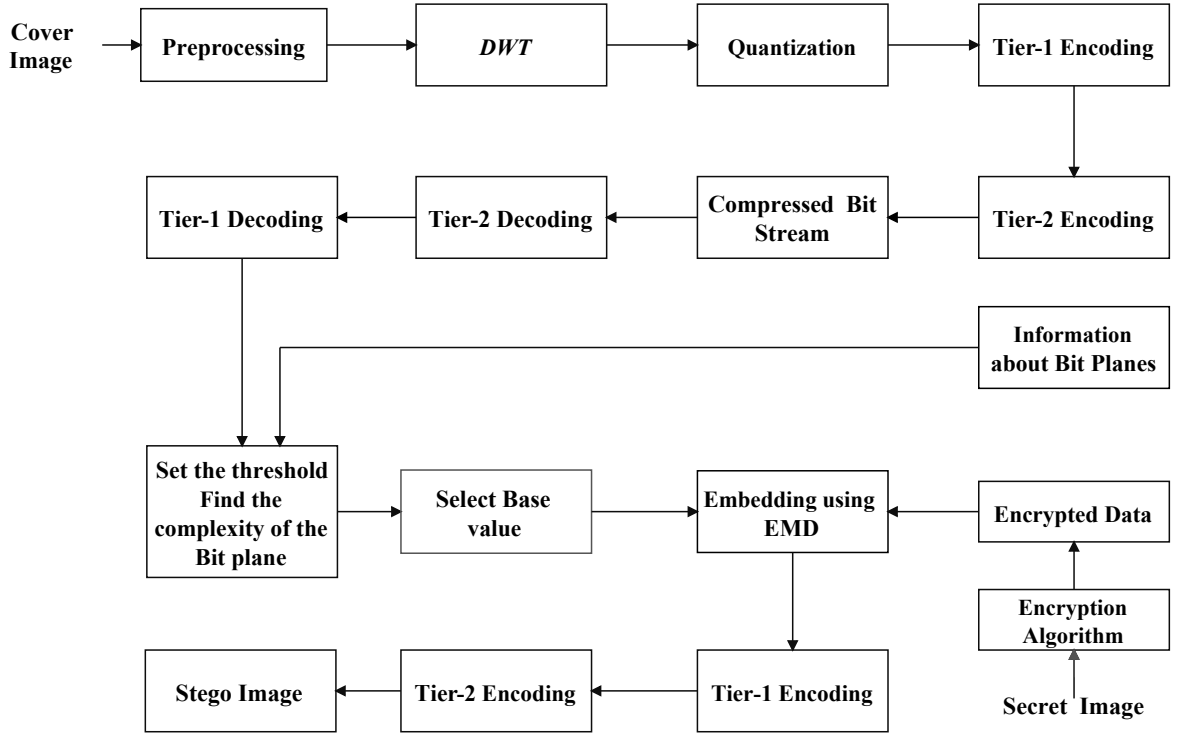 Cover
Image
Preprocessing
DWT
Quantization
Tier-1 Encoding
Tier-1 Decoding
Tier-2 Decoding
Compressed Bit
Stream
Tier-2 Encoding
Information
about Bit Planes
Set the threshold
Find the
complexity of the
Bit plane
Select Base
value
Embedding using
EMD
Encrypted Data
Encryption
Algorithm
Stego Image
Tier-2 Encoding
Tier-1 Encoding
Secret Image